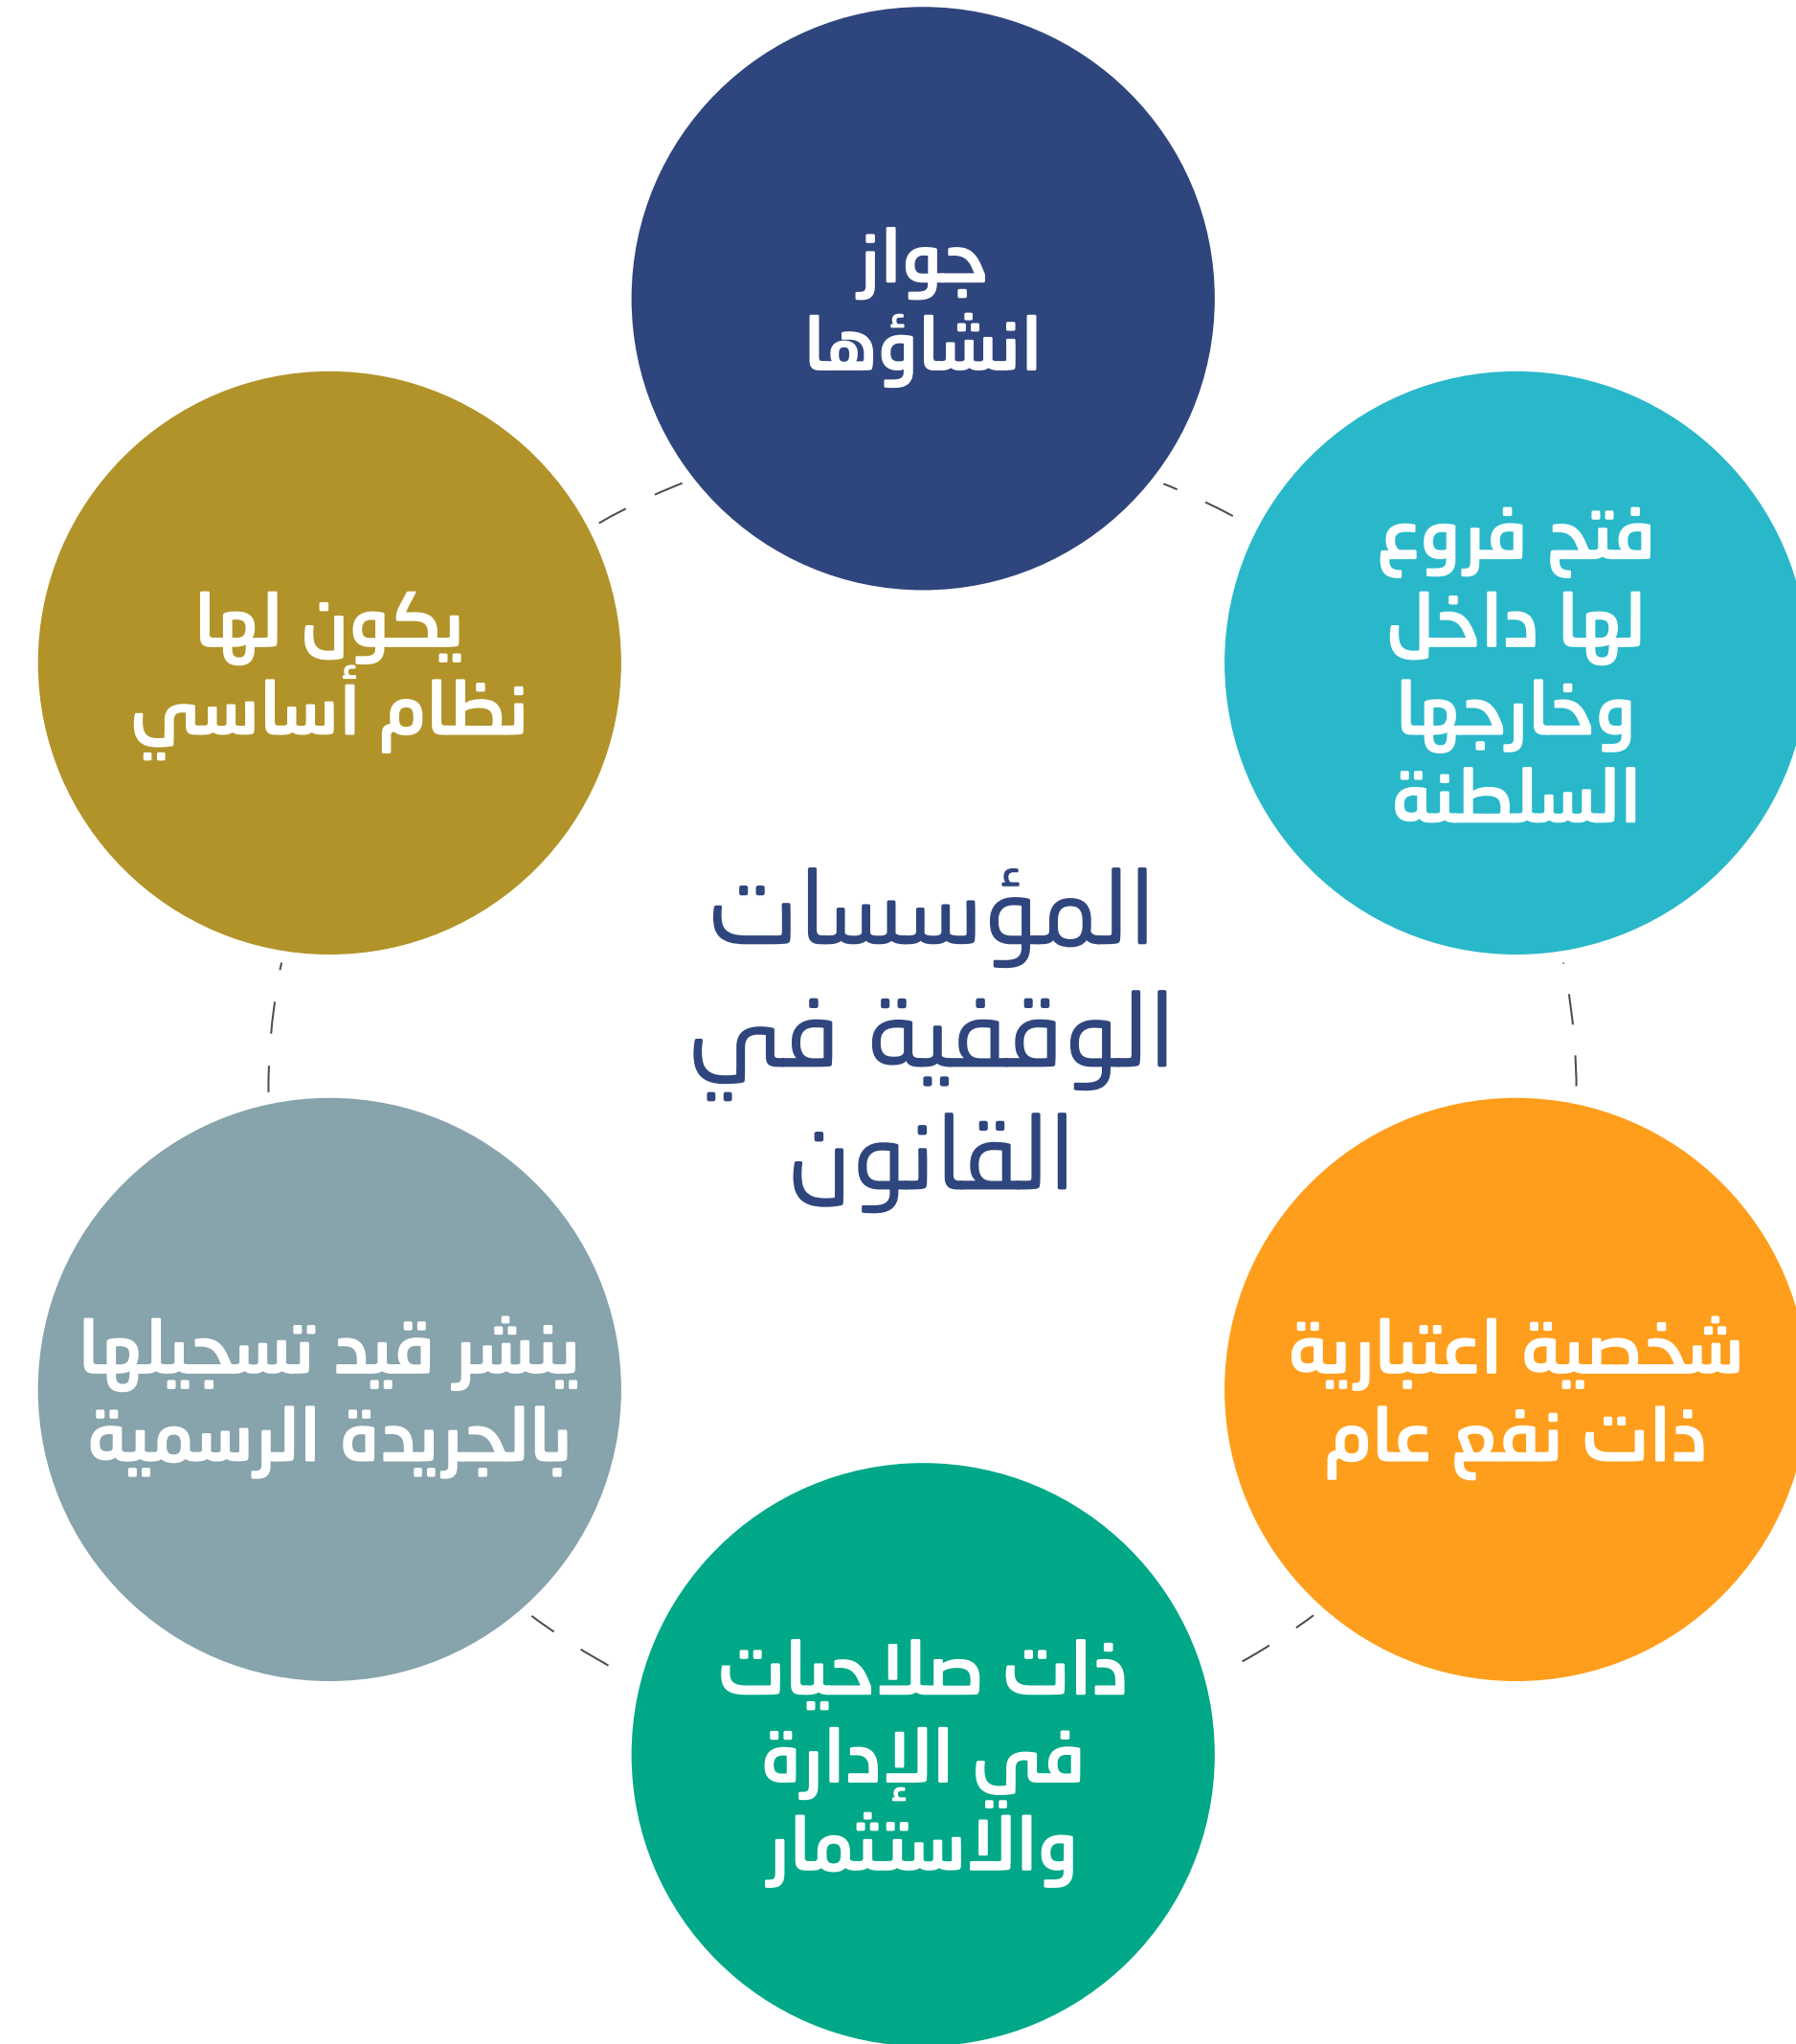 جواز
انشاؤها
فتح فروع
لها داخل
وخارجها
السلطنة
شخصية اعتبارية
ذات نفع عام
ذات صلاحيات
في الإدارة
والاستثمار
ينشر قيد تسجيلها
بالجريدة الرسمية
يكون لها
نظام أساسي
المؤسسات
الوقفية في
القانون